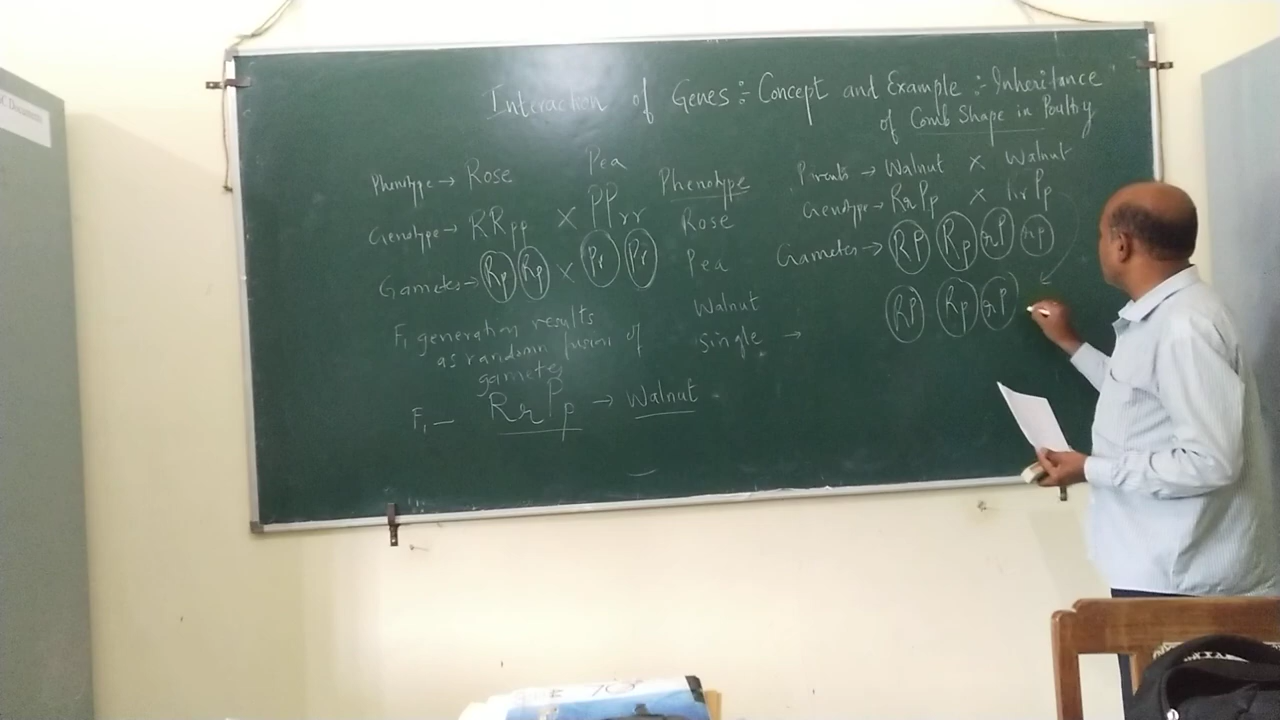 Interaction of Genes :- Concept and Example :- Inheritance
of Comb Shape in Poultry
Phenotype → Rose Pea
Genotype → RRpp × PPrr
Gametes → Rp Rp × Pr Pr
F1 generation results
as random fusion of
gametes
F1 — RrPp → Walnut
Phenotype
Rose
Pea
Walnut
Single →
Parents → Walnut × Walnut
Genotype → RrPp × RrPp
Gametes → RP Rp rP rp
RP Rp rP
C Documents